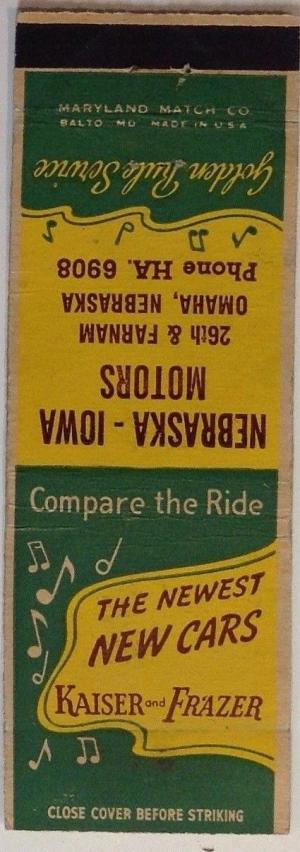 MARYLAND MATCH CO
BALTO MD MADE IN U S A
Golden Rule Service
Phone HA. 6908
OMAHA, NEBRASKA
26th & FARNAM
MOTORS
NEBRASKA - IOWA
Compare the Ride
THE NEWEST
NEW CARS
KAISER and FRAZER
CLOSE COVER BEFORE STRIKING